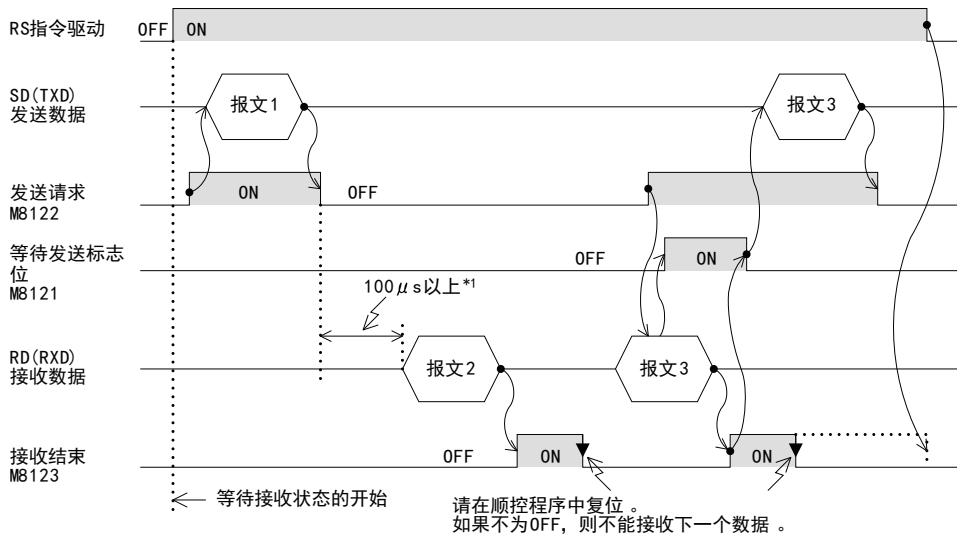 RS指令驱动 OFF ON
SD(TXD)
发送数据
报文1 报文3
发送请求
M8122
ON OFF
等待发送标志
位
M8121
OFF ON
100μs以上*1
RD(RXD)
接收数据
报文2 报文3
接收结束
M8123
OFF ON ON
等待接收状态的开始
请在顺控程序中复位。
如果不为OFF，则不能接收下一个数据。